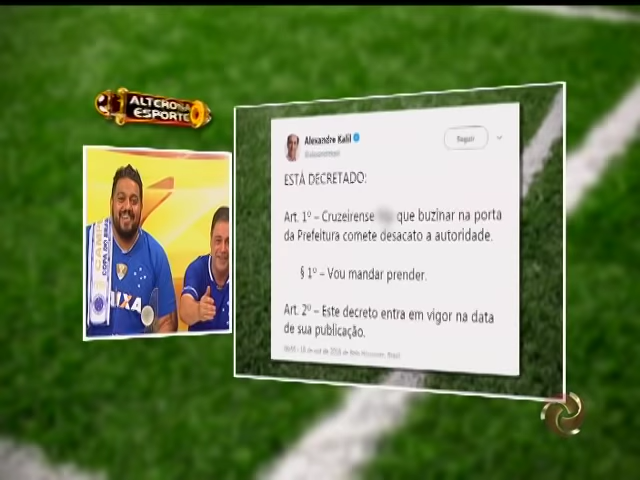 ALTEROSA
ESPORTE
Alexandre Kalil
Seguir
ESTÁ DECRETADO:
Art. 1º – Cruzeirense que buzinar na porta
da Prefeitura comete desacato a autoridade.
§ 1º – Vou mandar prender.
Art. 2º – Este decreto entra em vigor na data
de sua publicação.
COPA DO BRASIL
CAIXA